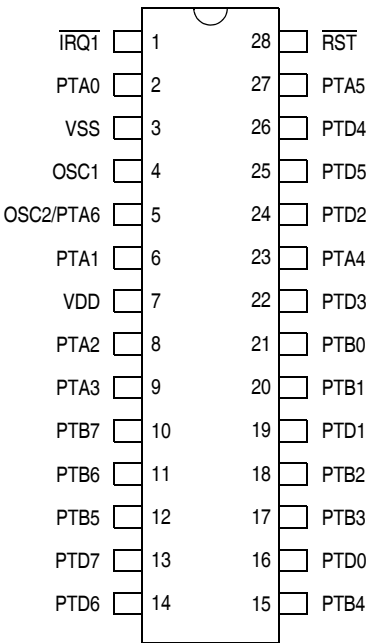 IRQ1 1 28 RST
PTA0 2 27 PTA5
VSS 3 26 PTD4
OSC1 4 25 PTD5
OSC2/PTA6 5 24 PTD2
PTA1 6 23 PTA4
VDD 7 22 PTD3
PTA2 8 21 PTB0
PTA3 9 20 PTB1
PTB7 10 19 PTD1
PTB6 11 18 PTB2
PTB5 12 17 PTB3
PTD7 13 16 PTD0
PTD6 14 15 PTB4